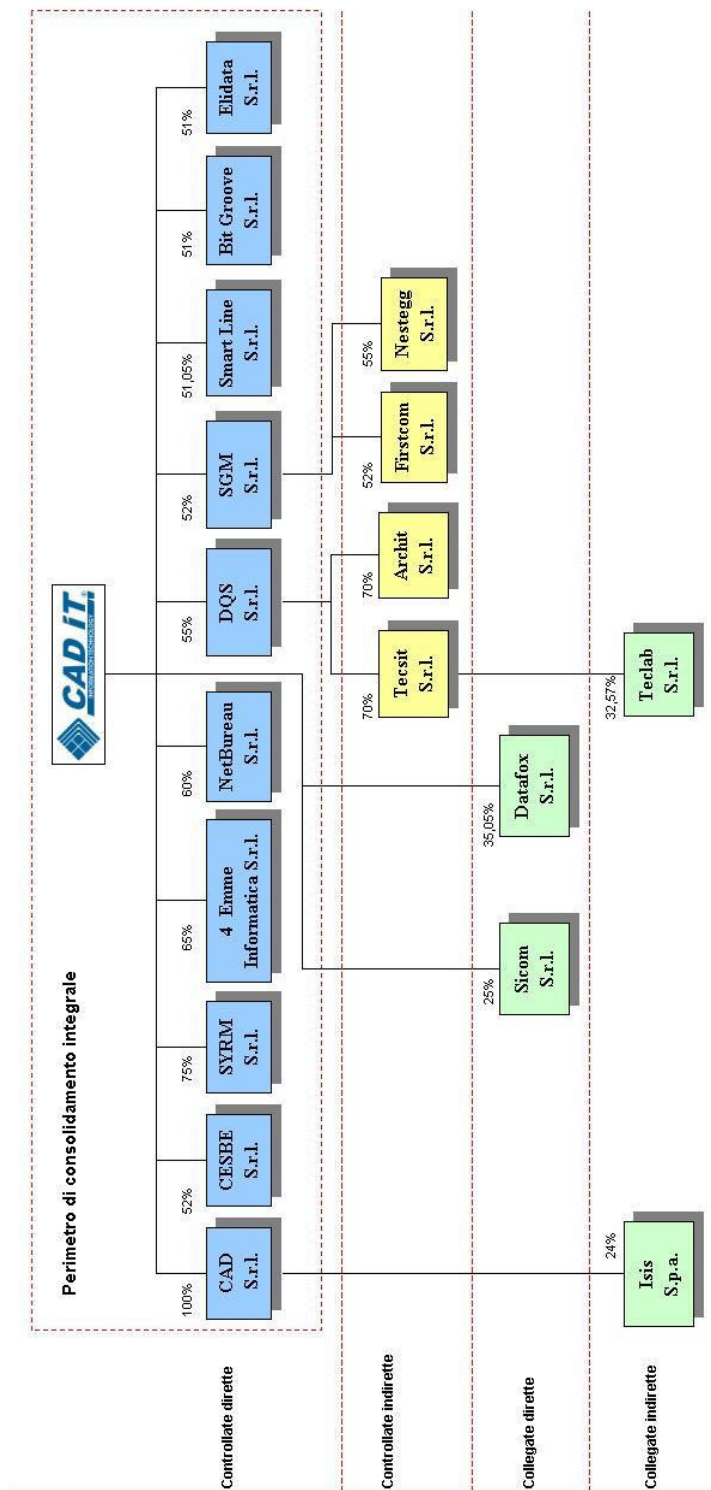 CAD iT®
INFORMATION TECHNOLOGY
Perimetro di consolidamento integrale
Controllate dirette
100%
CAD
S.r.l.
52%
CESBE
S.r.l.
75%
SYRM
S.r.l.
65%
4 Emme
Informatica S.r.l.
60%
NetBureau
S.r.l.
55%
DQS
S.r.l.
52%
SGM
S.r.l.
51,05%
Smart Line
S.r.l.
51%
Bit Groove
S.r.l.
51%
Elidata
S.r.l.
Controllate indirette
70%
Tecsit
S.r.l.
70%
Archit
S.r.l.
52%
Firstcom
S.r.l.
55%
Nestegg
S.r.l.
Collegate dirette
25%
Sicom
S.r.l.
35,05%
Datafox
S.r.l.
Collegate indirette
24%
Isis
S.p.a.
32,57%
Teclab
S.r.l.